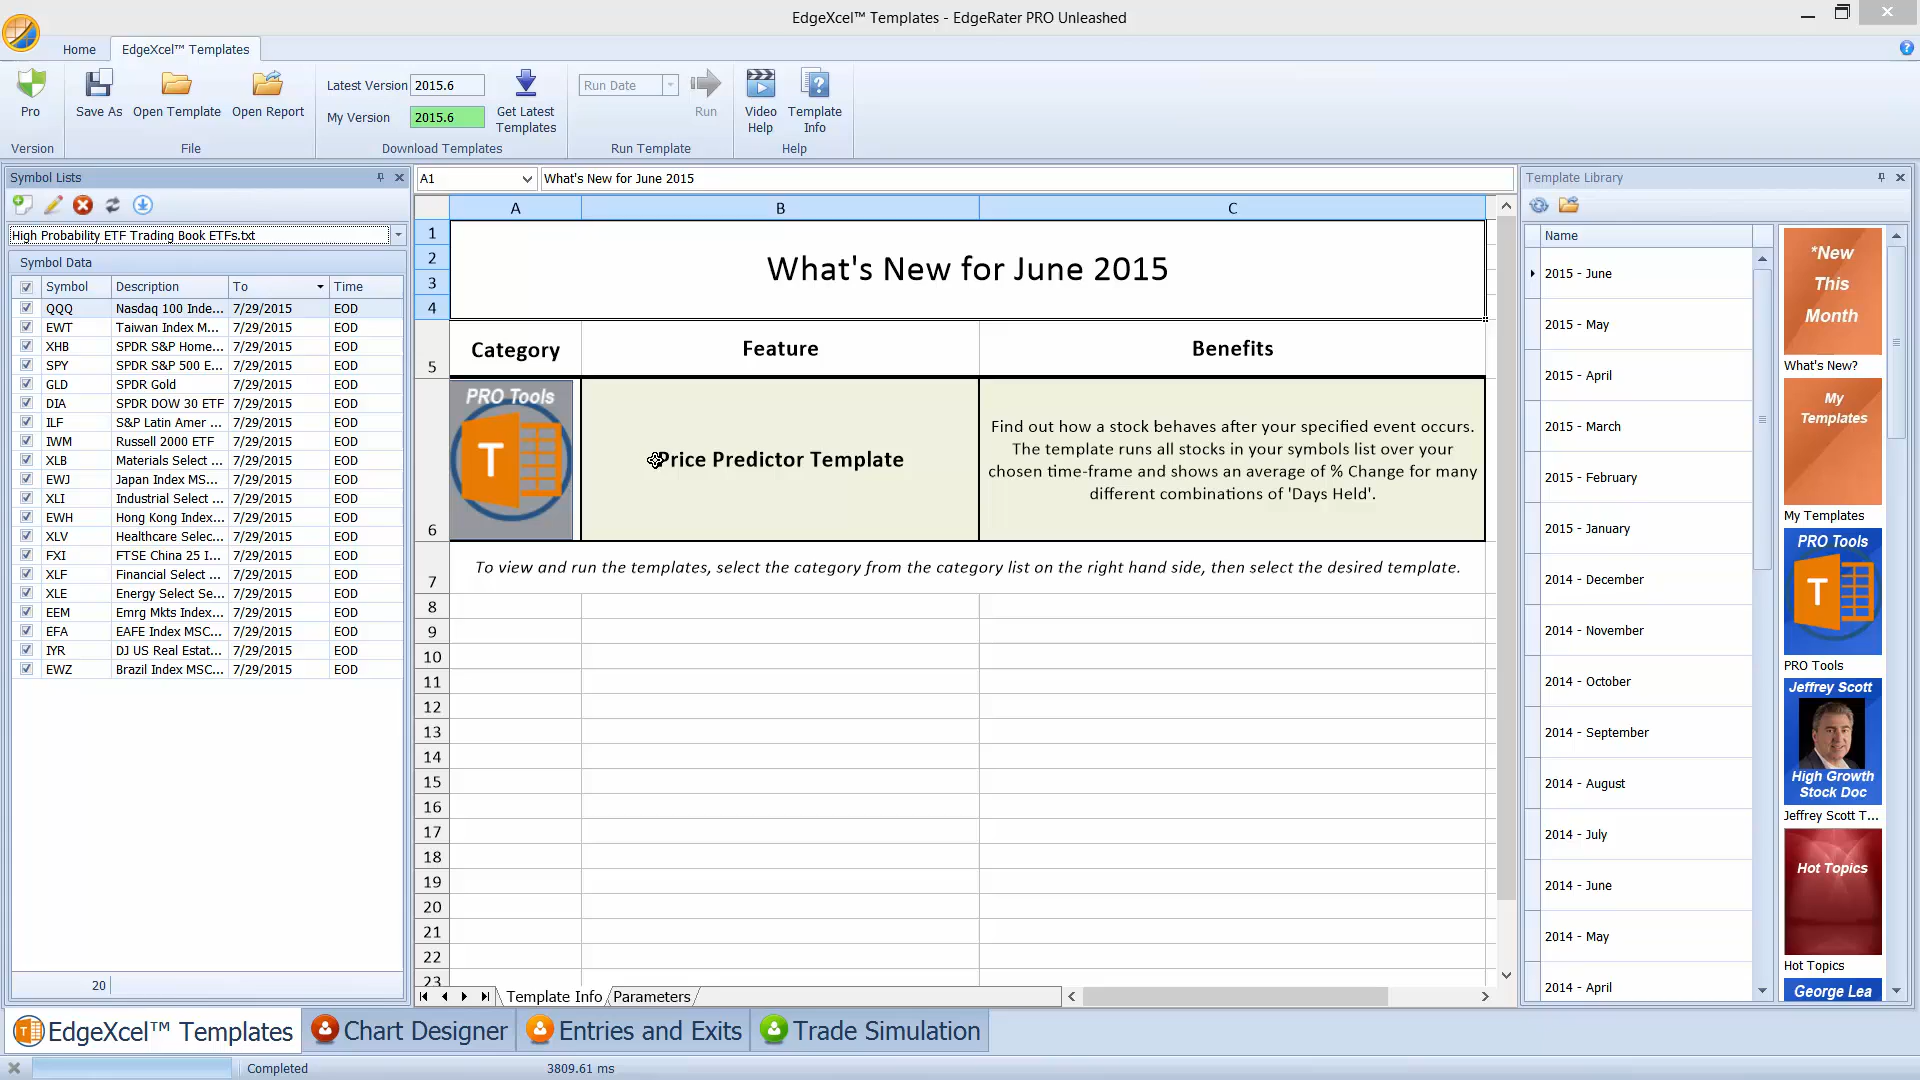 EdgeXcel™ Templates - EdgeRater PRO Unleashed
Home
EdgeXcel™ Templates
Pro
Version
Save As
Open Template
Open Report
File
Latest Version 2015.6
My Version 2015.6
Get Latest
Templates
Download Templates
Run Date
Run
Run Template
Video
Help
Template
Info
Help
Symbol Lists
High Probability ETF Trading Book ETFs.txt
Symbol Data
Symbol Description To Time
QQQ Nasdaq 100 Inde... 7/29/2015 EOD
EWT Taiwan Index M... 7/29/2015 EOD
XHB SPDR S&P Home... 7/29/2015 EOD
SPY SPDR S&P 500 E... 7/29/2015 EOD
GLD SPDR Gold 7/29/2015 EOD
DIA SPDR DOW 30 ETF 7/29/2015 EOD
ILF S&P Latin Amer ... 7/29/2015 EOD
IWM Russell 2000 ETF 7/29/2015 EOD
XLB Materials Select ... 7/29/2015 EOD
EWJ Japan Index MS... 7/29/2015 EOD
XLI Industrial Select ... 7/29/2015 EOD
EWH Hong Kong Index... 7/29/2015 EOD
XLV Healthcare Selec... 7/29/2015 EOD
FXI FTSE China 25 I... 7/29/2015 EOD
XLF Financial Select ... 7/29/2015 EOD
XLE Energy Select Se... 7/29/2015 EOD
EEM Emrg Mkts Index... 7/29/2015 EOD
EFA EAFE Index MSC... 7/29/2015 EOD
IYR DJ US Real Estat... 7/29/2015 EOD
EWZ Brazil Index MSC... 7/29/2015 EOD
20
A1
What's New for June 2015
A B C
1
2
3
4
What's New for June 2015
5
Category Feature Benefits
6
PRO Tools
T
Price Predictor Template
Find out how a stock behaves after your specified event occurs.
The template runs all stocks in your symbols list over your
chosen time-frame and shows an average of % Change for many
different combinations of 'Days Held'.
7
To view and run the templates, select the category from the category list on the right hand side, then select the desired template.
8
9
10
11
12
13
14
15
16
17
18
19
20
21
22
23
Template Info
Parameters
Template Library
Name
2015 - June
2015 - May
2015 - April
2015 - March
2015 - February
2015 - January
2014 - December
2014 - November
2014 - October
2014 - September
2014 - August
2014 - July
2014 - June
2014 - May
2014 - April
*New
This
Month
What's New?
My
Templates
My Templates
PRO Tools
T
PRO Tools
Jeffrey Scott
High Growth
Stock Doc
Jeffrey Scott T...
Hot Topics
Hot Topics
George Lea
EdgeXcel™ Templates
Chart Designer
Entries and Exits
Trade Simulation
Completed
3809.61 ms